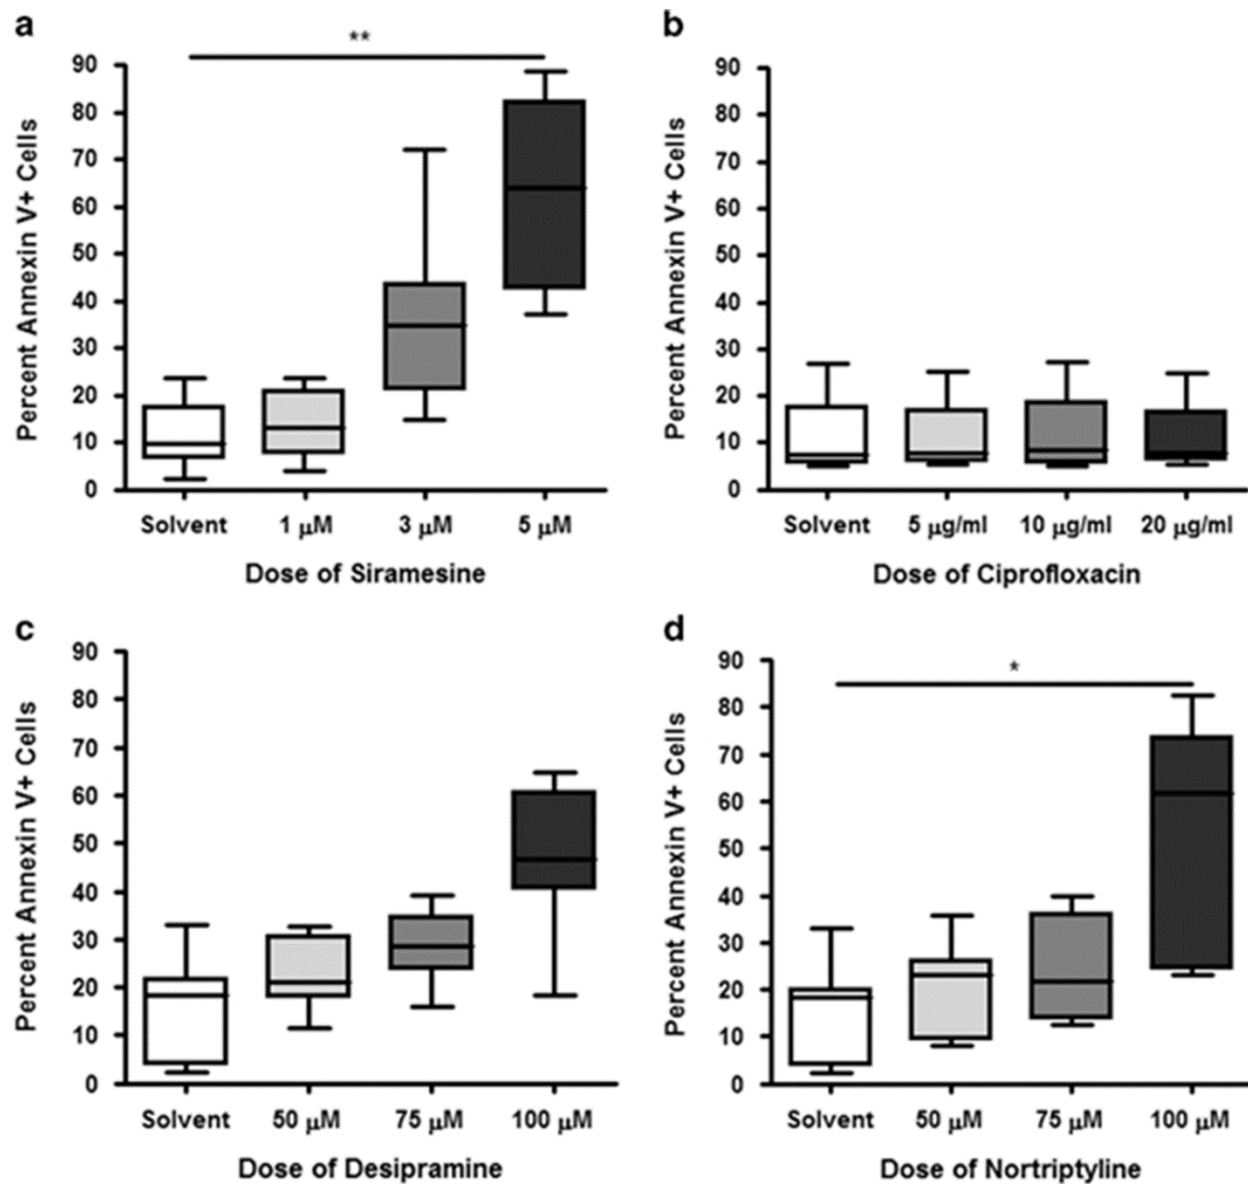 a
**
90
80
70
60
50
40
30
20
10
0
Percent Annexin V+ Cells
Solvent 1 μM 3 μM 5 μM
Dose of Siramesine
b
90
80
70
60
50
40
30
20
10
0
Percent Annexin V+ Cells
Solvent 5 μg/ml 10 μg/ml 20 μg/ml
Dose of Ciprofloxacin
c
90
80
70
60
50
40
30
20
10
0
Percent Annexin V+ Cells
Solvent 50 μM 75 μM 100 μM
Dose of Desipramine
d
*
90
80
70
60
50
40
30
20
10
0
Percent Annexin V+ Cells
Solvent 50 μM 75 μM 100 μM
Dose of Nortriptyline